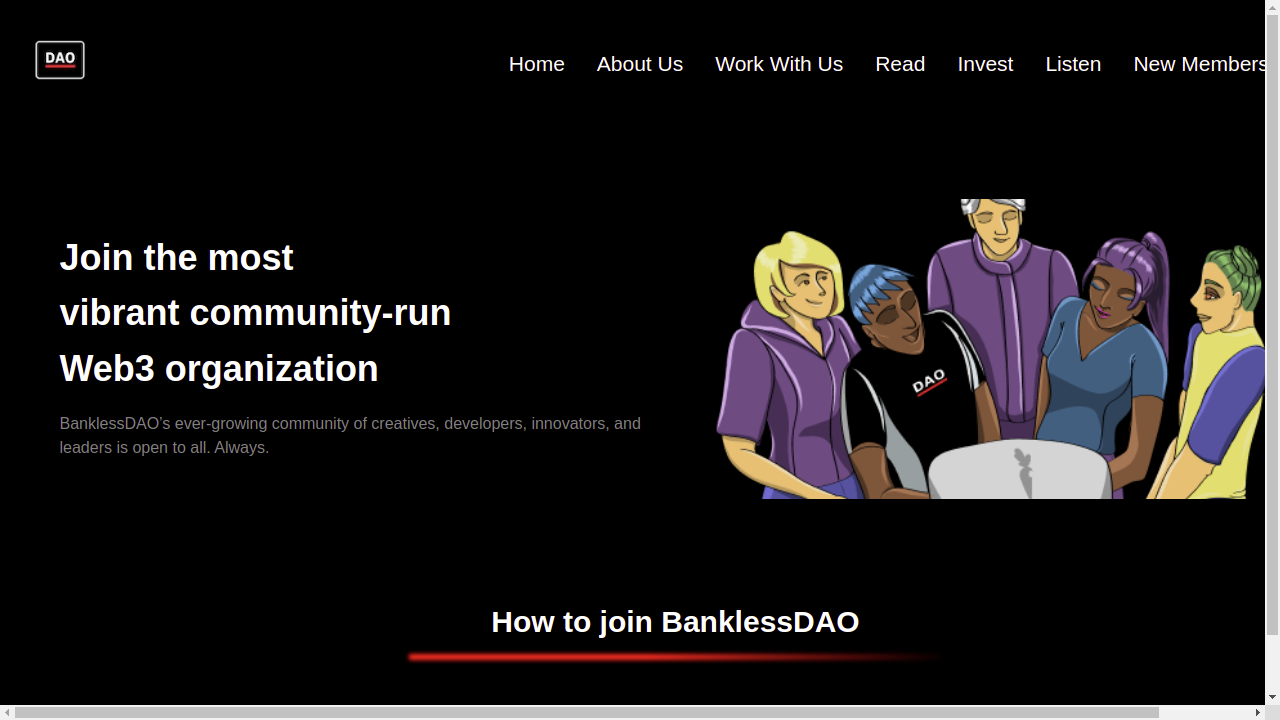 DAO
Home About Us Work With Us Read Invest Listen New Members
Join the most
vibrant community-run
Web3 organization
BanklessDAO's ever-growing community of creatives, developers, innovators, and
leaders is open to all. Always.
DAO
How to join BanklessDAO